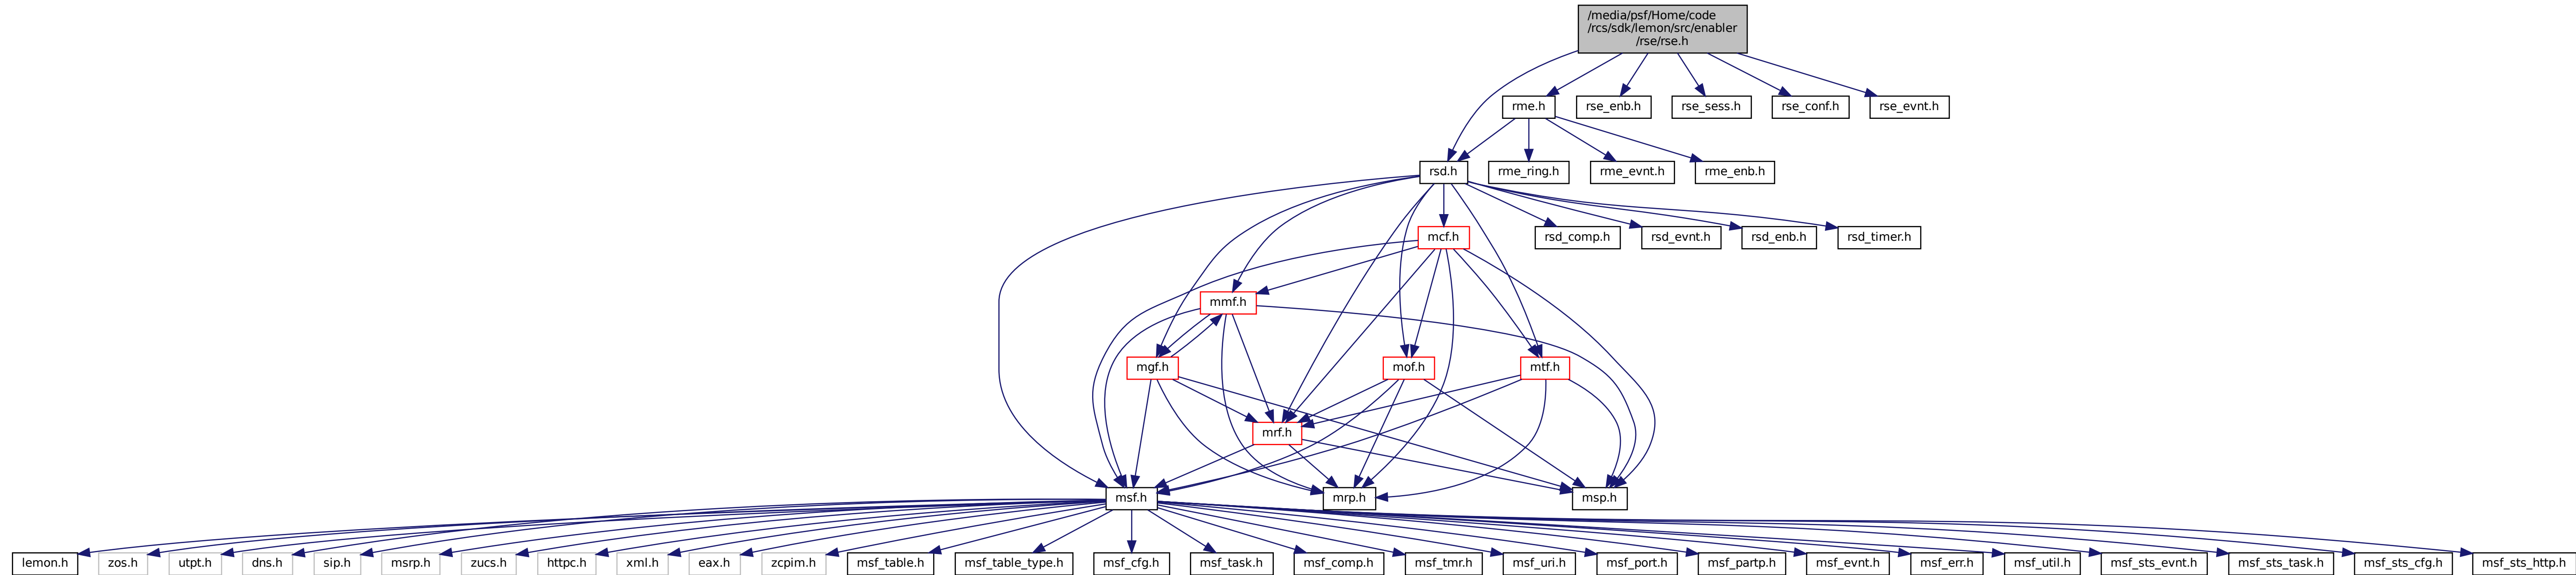 /media/psf/Home/code
/rcs/sdk/lemon/src/enabler
/rse/rse.h
rme.h
rse_enb.h
rse_sess.h
rse_conf.h
rse_evnt.h
rsd.h
rme_ring.h
rme_evnt.h
rme_enb.h
mcf.h
rsd_comp.h
rsd_evnt.h
rsd_enb.h
rsd_timer.h
mmf.h
mgf.h
mof.h
mtf.h
mrf.h
msf.h
mrp.h
msp.h
lemon.h
zos.h
utpt.h
dns.h
sip.h
msrp.h
zucs.h
httpc.h
xml.h
eax.h
zcpim.h
msf_table.h
msf_table_type.h
msf_cfg.h
msf_task.h
msf_comp.h
msf_tmr.h
msf_uri.h
msf_port.h
msf_partp.h
msf_evnt.h
msf_err.h
msf_util.h
msf_sts_evnt.h
msf_sts_task.h
msf_sts_cfg.h
msf_sts_http.h